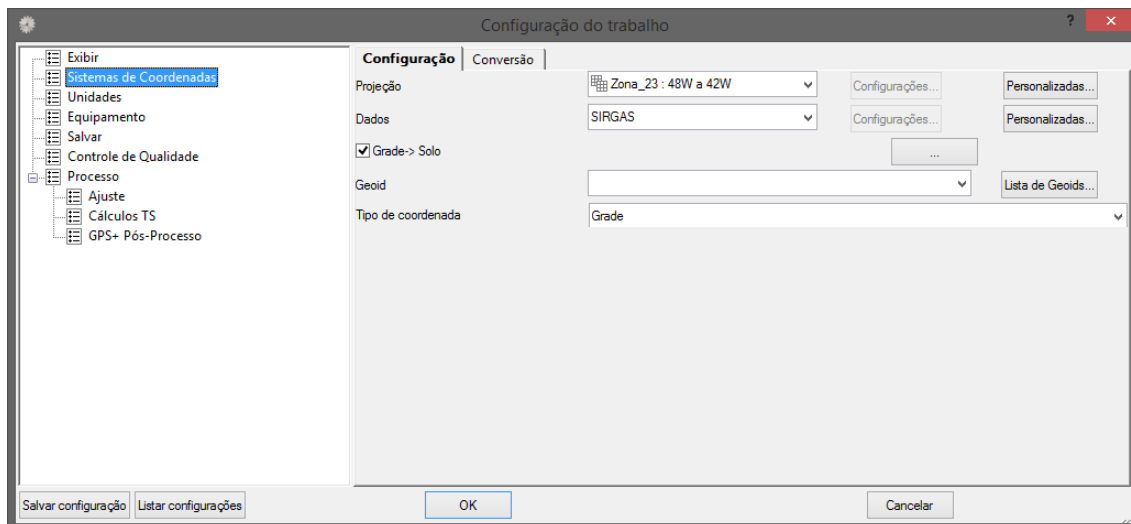 Configuração do trabalho
?
Exibir
Sistemas de Coordenadas
Unidades
Equipamento
Salvar
Controle de Qualidade
Processo
Ajuste
Cálculos TS
GPS+ Pós-Processo
Configuração Conversão
Projeção Zona_23 : 48W a 42W Configurações... Personalizadas...
Dados SIRGAS Configurações... Personalizadas...
Grade-> Solo ...
Geoid Lista de Geoids...
Tipo de coordenada Grade
Salvar configuração Listar configurações OK Cancelar